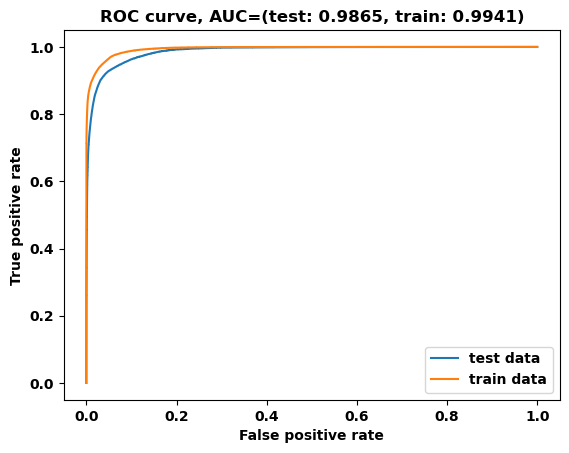 ROC curve, AUC=(test: 0.9865, train: 0.9941)
1.0
0.8
0.6
0.4
0.2
0.0
True positive rate
test data
train data
0.0 0.2 0.4 0.6 0.8 1.0
False positive rate